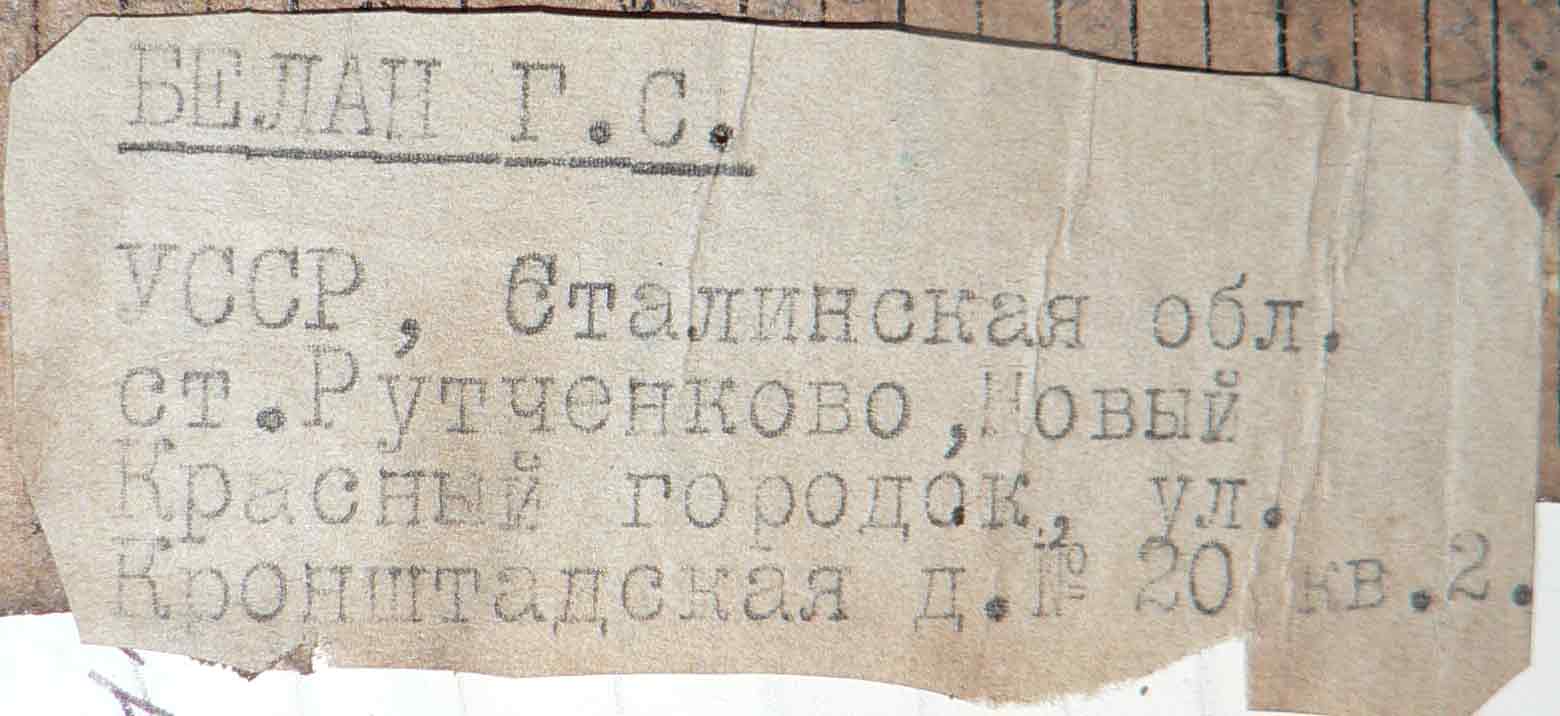 БЕЛАН Г.С.
УССР, Сталинская обл.
ст.Рутченково,Новый
Красный городок, ул.
Кронштадская д.№ 20 кв.2.